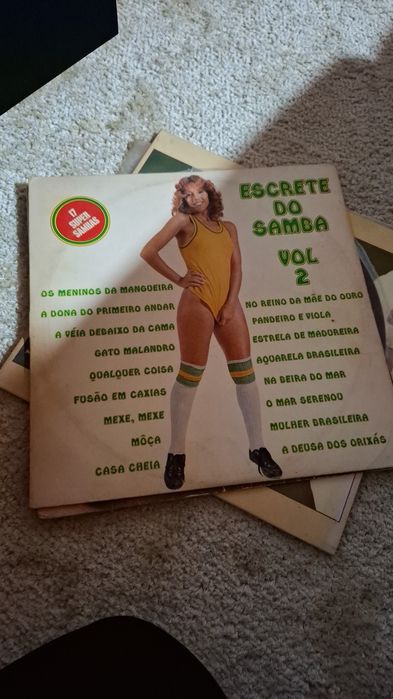 17
SUPER
SAMBAS
ESCRETE
DO
SAMBA
VOL
2
OS MENINOS DA MANGUEIRA
A DONA DO PRIMEIRO ANDAR
A VÉIA DEBAIXO DA CAMA
GATO MALANDRO
QUALQUER COISA
FUSÃO EM CAXIAS
MEXE, MEXE
MÔÇA
CASA CHEIA
NO REINO DA MÃE DO OURO
PANDEIRO E VIOLA
ESTRELA DE MADUREIRA
AQUARELA BRASILEIRA
NA BEIRA DO MAR
O MAR SERENOU
MULHER BRASILEIRA
A DEUSA DOS ORIXÁS